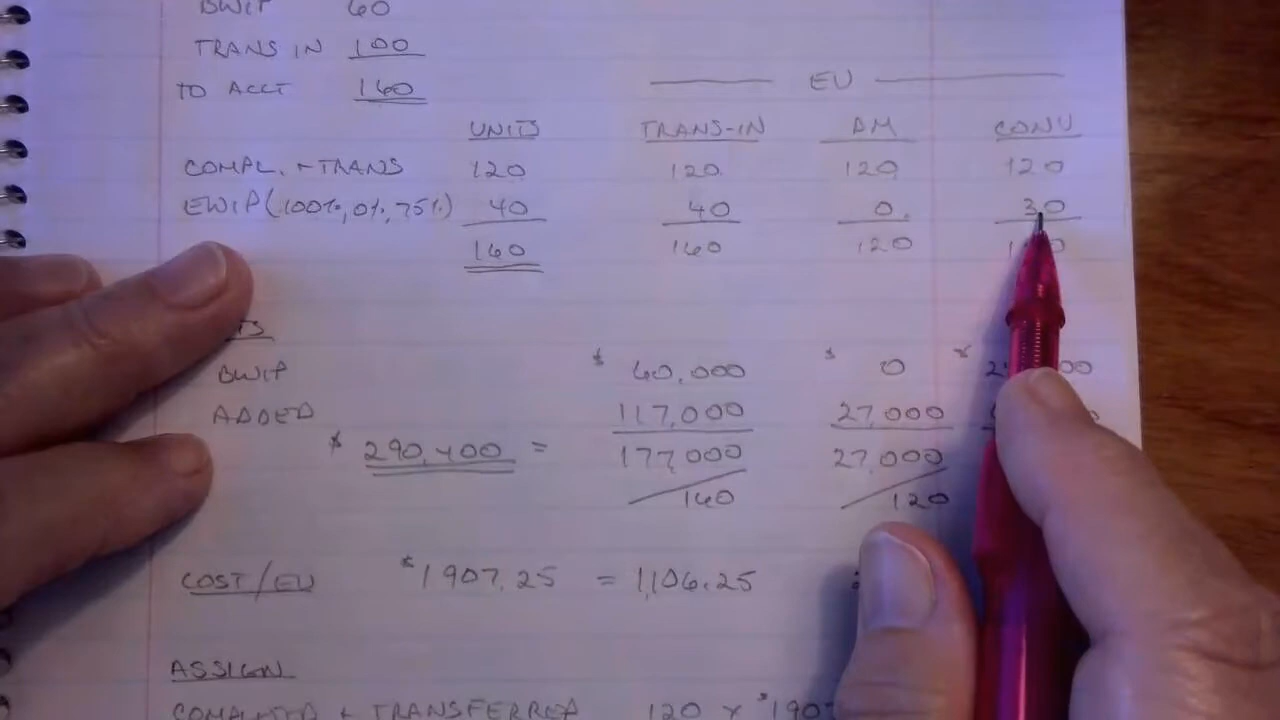 BWIP 60
TRANS IN 100
TO ACCT 160
EU
UNITS TRANS-IN DM CONV
COMPL. + TRANS 120 120 120 120
EWIP (100%, 0%, 75%) 40 40 0 30
160 160 120
BWIP $ 60,000 $ 0 $
ADDED 117,000 27,000
$ 290,400 = 177,000 27,000
/ 160 / 120
COST/EU $1907.25 = 1,106.25
ASSIGN
COMPLETED + TRANSFERRED 120 x $190